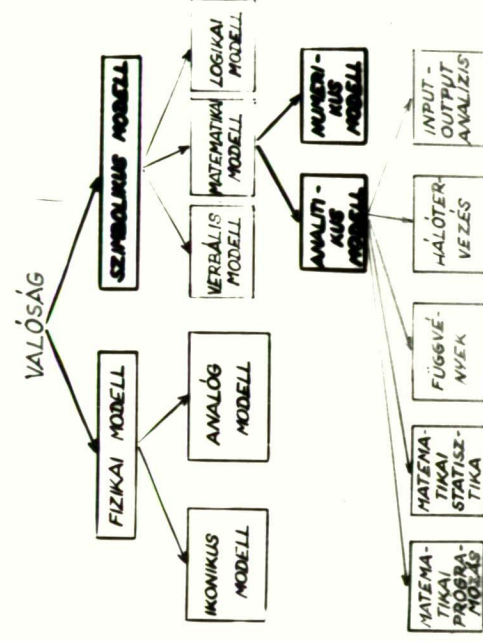 VALÓSÁG
FIZIKAI MODELL
SZIMBOLIKUS MODELL
IKONIKUS
MODELL
ANALÓG
MODELL
VERBÁLIS
MODELL
MATEMATIKAI
MODELL
LOGIKAI
MODELL
ANALITI-
KUS
MODELL
NUMERI-
KUS
MODELL
MATEMA-
TIKAI
PROGRA-
MOZÁS
MATEMA-
TIKAI
STATISZ-
TIKA
FÜGGVÉ-
NYEK
HÁLÓTER-
VEZÉS
INPUT-
OUTPUT
ANALIZIS